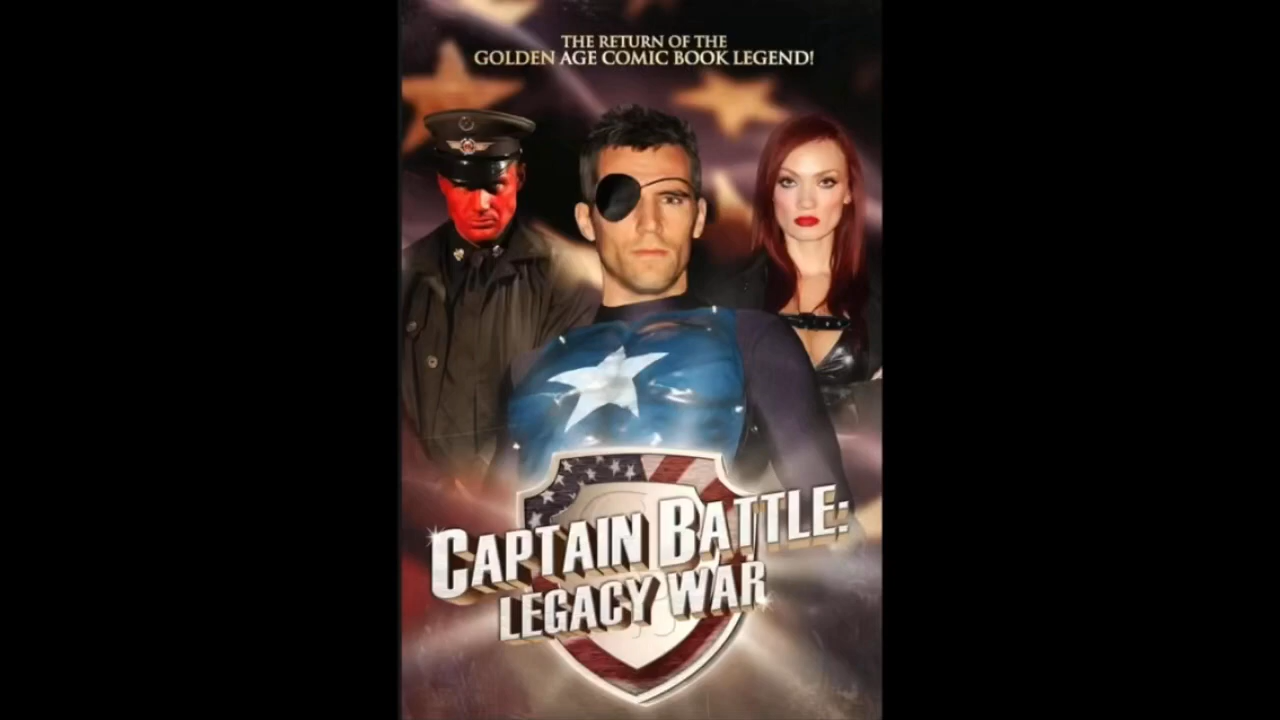 THE RETURN OF THE
GOLDEN AGE COMIC BOOK LEGEND!
CAPTAIN BATTLE:
LEGACY WAR